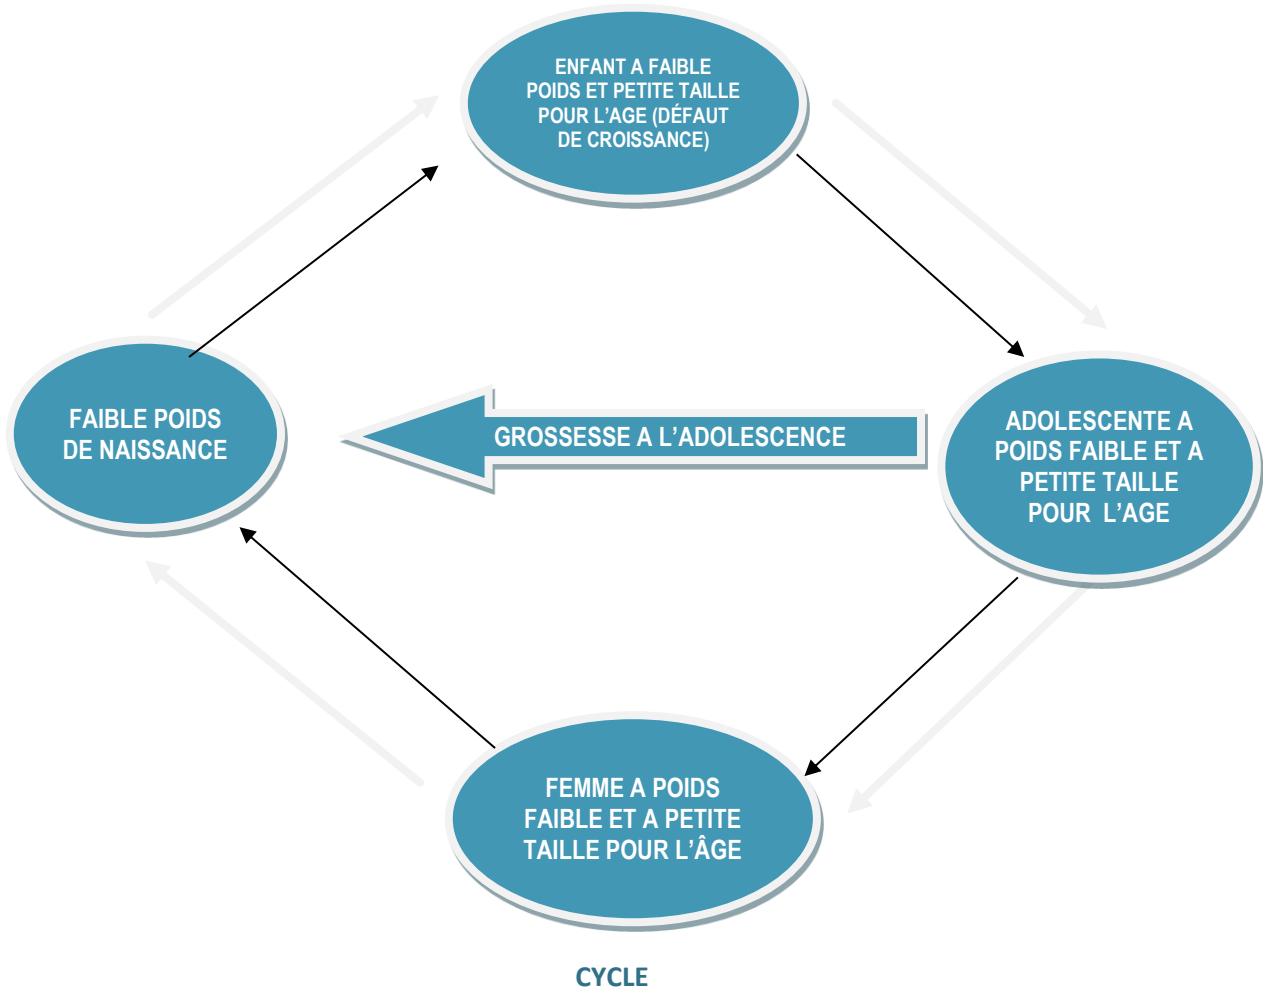 ENFANT A FAIBLE
POIDS ET PETITE TAILLE
POUR L’AGE (DÉFAUT
DE CROISSANCE)
FAIBLE POIDS
DE NAISSANCE
GROSSESSE A L’ADOLESCENCE
ADOLESCENTE A
POIDS FAIBLE ET A
PETITE TAILLE
POUR L’AGE
FEMME A POIDS
FAIBLE ET A PETITE
TAILLE POUR L’ÂGE
CYCLE